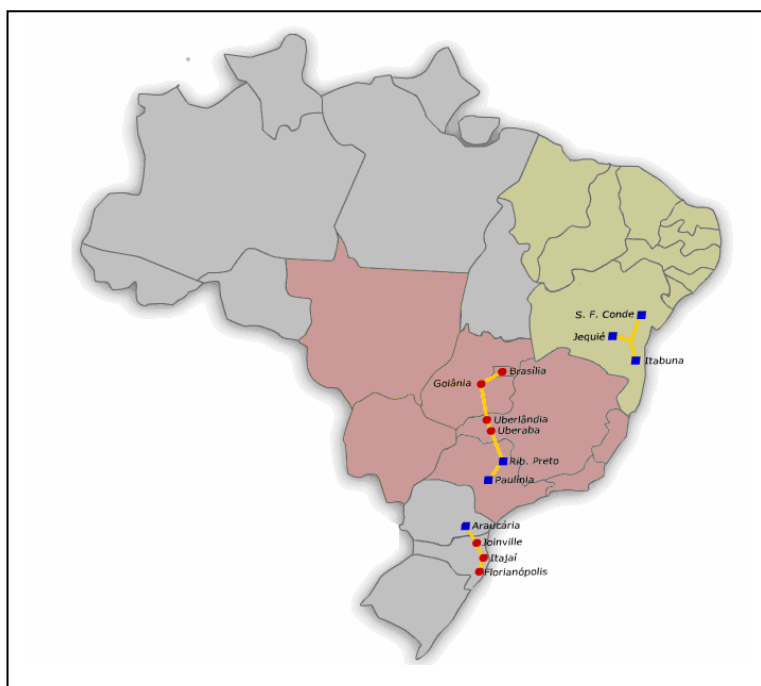 S. F. Conde
Jequié
Itabuna
Brasília
Goiânia
Uberlândia
Uberaba
Rib. Preto
Paulínia
Araucária
Joinville
Itajaí
Florianópolis